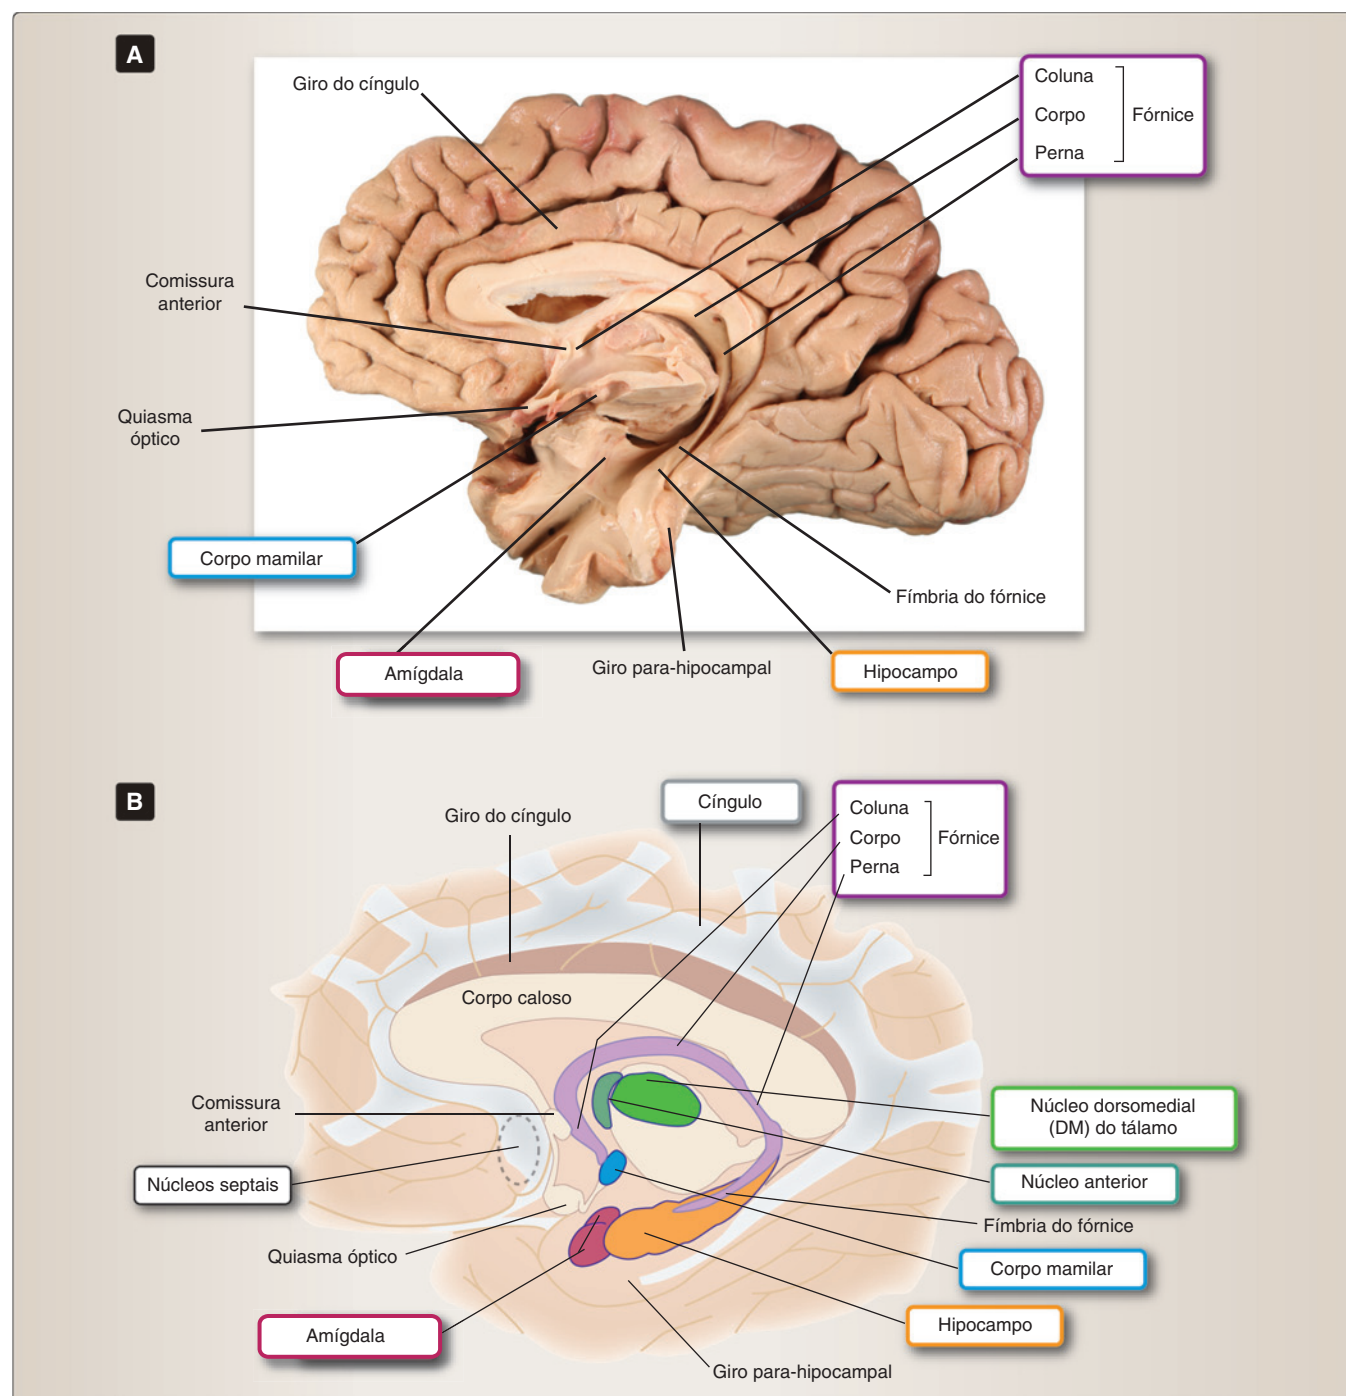 A
Giro do cíngulo
Coluna
Corpo
Perna
Fórnice
Comissura
anterior
Quiasma
óptico
Corpo mamilar
Fímbria do fórnice
Amígdala
Giro para-hipocampal
Hipocampo
B
Giro do cíngulo
Cíngulo
Coluna
Corpo
Perna
Fórnice
Corpo caloso
Comissura
anterior
Núcleos septais
Quiasma óptico
Amígdala
Núcleo dorsomedial
(DM) do tálamo
Núcleo anterior
Fímbria do fórnice
Corpo mamilar
Hipocampo
Giro para-hipocampal